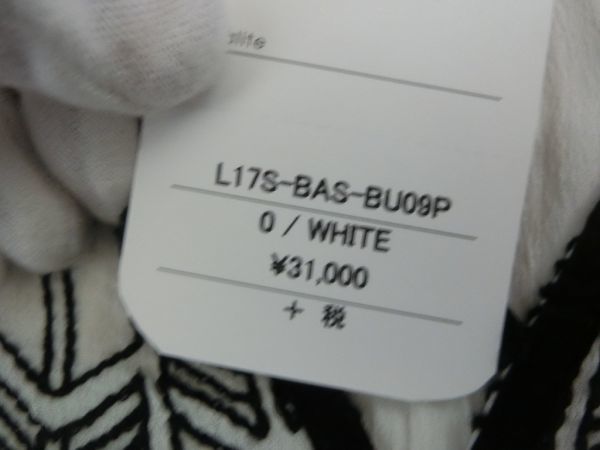 L17S-BAS-BU09P
0 / WHITE
¥31,000
+ 税